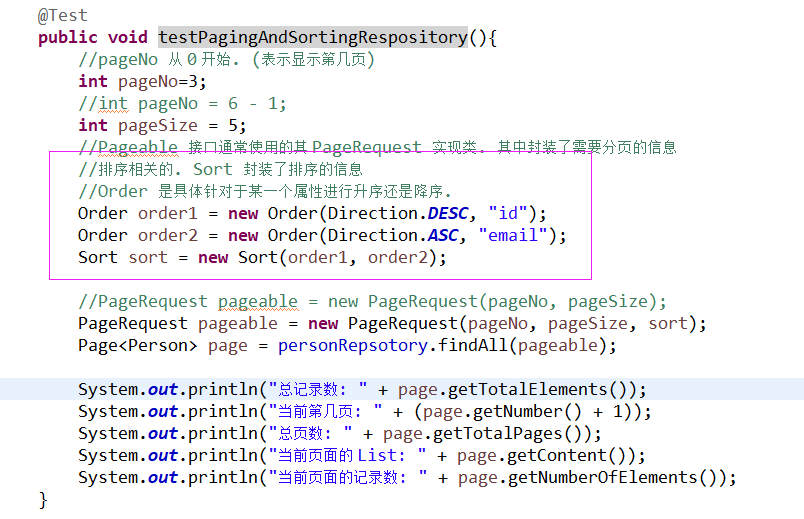 @Test
public void testPagingAndSortingRespository(){
//pageNo 从 0 开始. (表示显示第几页)
int pageNo=3;
//int pageNo = 6 - 1;
int pageSize = 5;
//Pageable 接口通常使用的其 PageRequest 实现类. 其中封装了需要分页的信息
//排序相关的. Sort 封装了排序的信息
//Order 是具体针对于某一个属性进行升序还是降序.
Order order1 = new Order(Direction.DESC, "id");
Order order2 = new Order(Direction.ASC, "email");
Sort sort = new Sort(order1, order2);
//PageRequest pageable = new PageRequest(pageNo, pageSize);
PageRequest pageable = new PageRequest(pageNo, pageSize, sort);
Page<Person> page = personRepsotory.findAll(pageable);
System.out.println("总记录数: " + page.getTotalElements());
System.out.println("当前第几页: " + (page.getNumber() + 1));
System.out.println("总页数: " + page.getTotalPages());
System.out.println("当前页面的 List: " + page.getContent());
System.out.println("当前页面的记录数: " + page.getNumberOfElements());
}